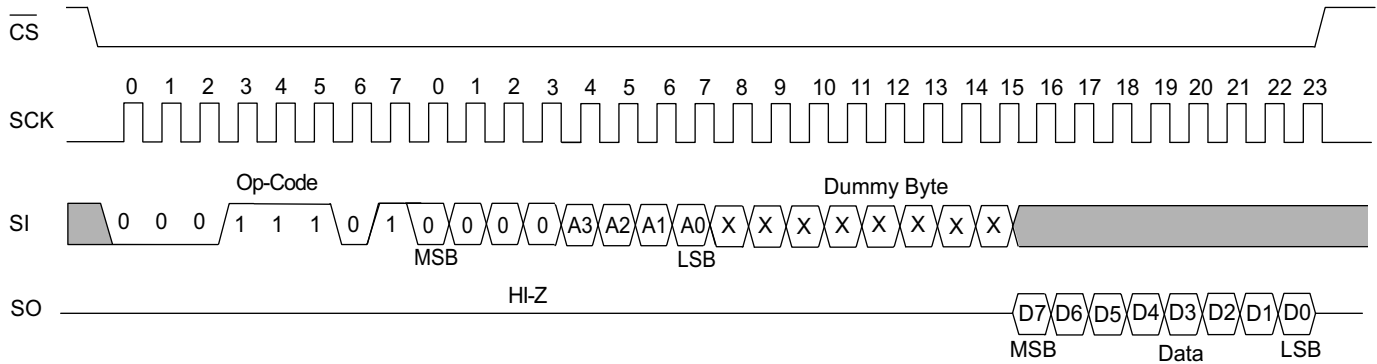 CS
0 1 2 3 4 5 6 7 0 1 2 3 4 5 6 7 8 9 10 11 12 13 14 15 16 17 18 19 20 21 22 23
SCK
Op-Code Dummy Byte
SI 0 0 0 1 1 1 0 1 0 0 0 0 A3 A2 A1 A0 X X X X X X X X
MSB LSB
HI-Z
SO D7 D6 D5 D4 D3 D2 D1 D0
MSB Data LSB